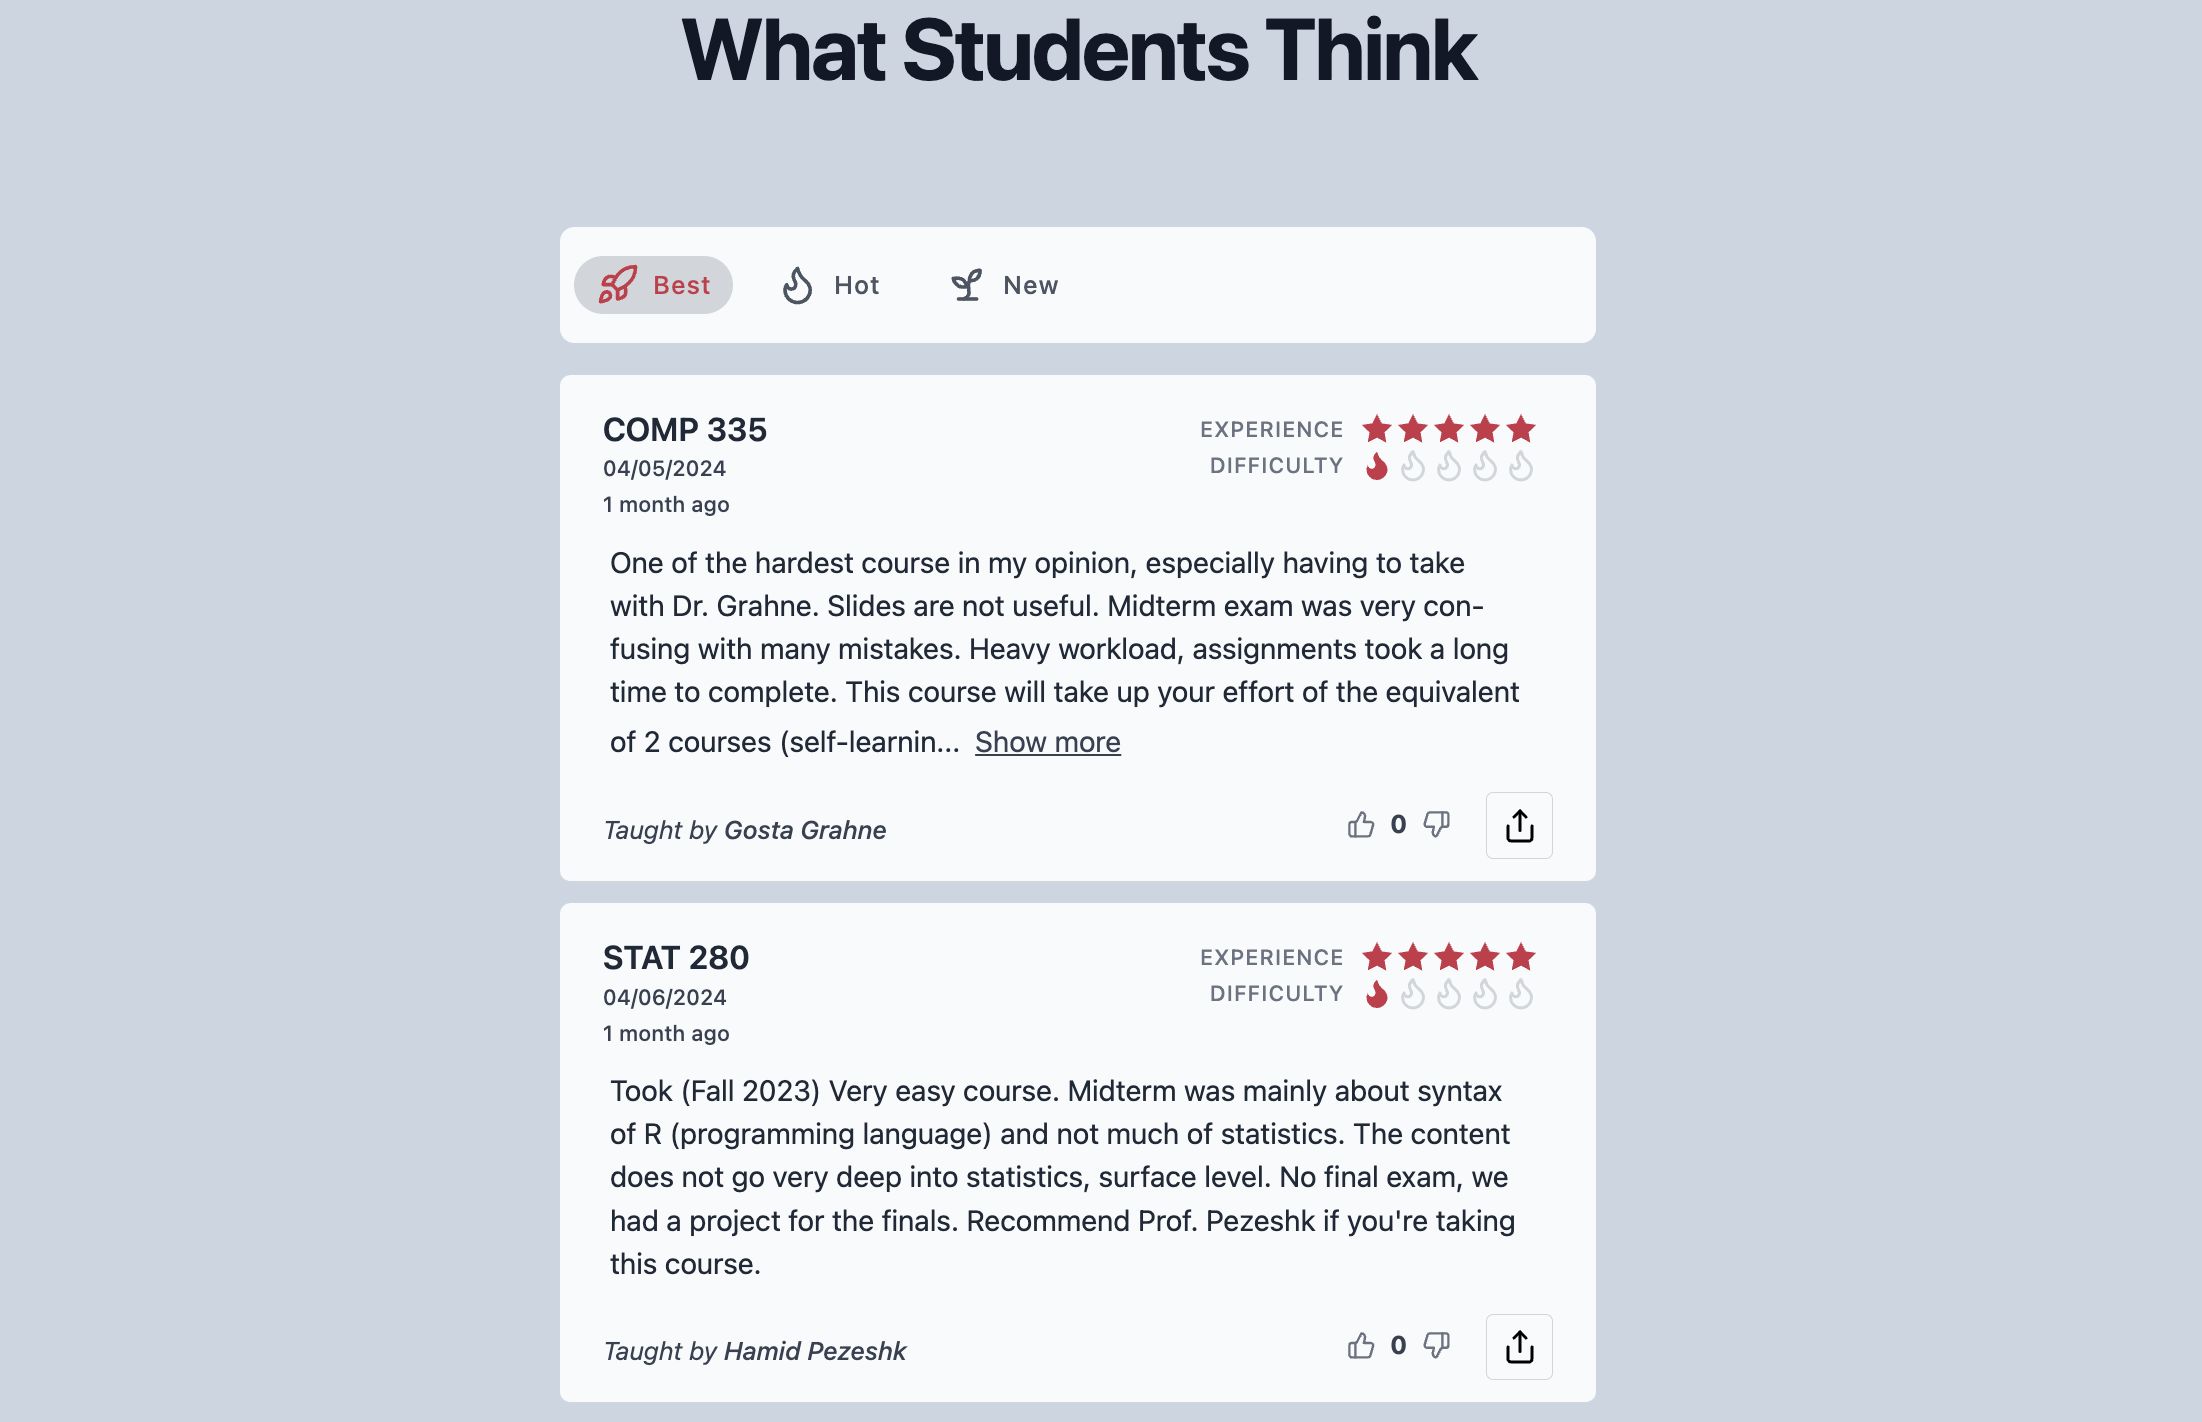 What Students Think
Best Hot New
COMP 335
EXPERIENCE
04/05/2024
DIFFICULTY
1 month ago
One of the hardest course in my opinion, especially having to take
with Dr. Grahne. Slides are not useful. Midterm exam was very con-
fusing with many mistakes. Heavy workload, assignments took a long
time to complete. This course will take up your effort of the equivalent
of 2 courses (self-learnin... Show more
Taught by Gosta Grahne
0
STAT 280
EXPERIENCE
04/06/2024
DIFFICULTY
1 month ago
Took (Fall 2023) Very easy course. Midterm was mainly about syntax
of R (programming language) and not much of statistics. The content
does not go very deep into statistics, surface level. No final exam, we
had a project for the finals. Recommend Prof. Pezeshk if you're taking
this course.
Taught by Hamid Pezeshk
0